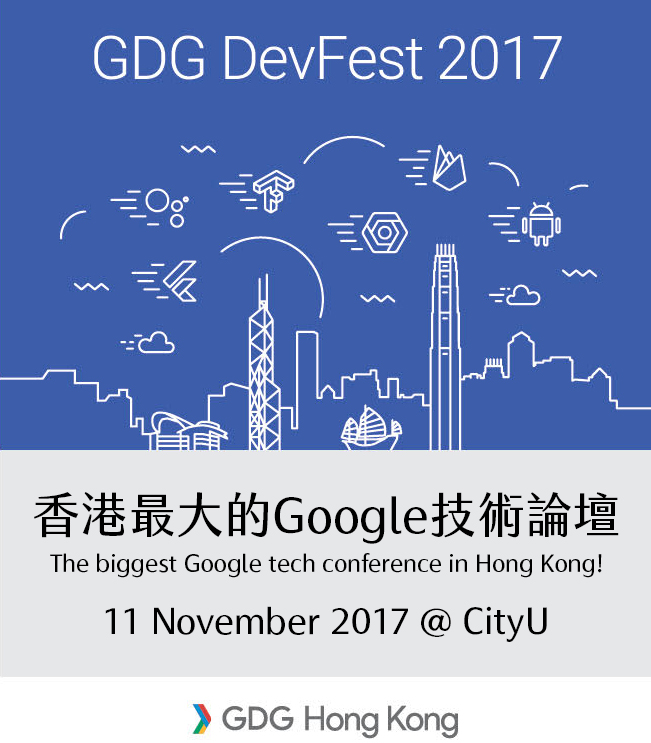 GDG DevFest 2017
香港最大的Google技術論壇
The biggest Google tech conference in Hong Kong!
11 November 2017 @ CityU
GDG Hong Kong